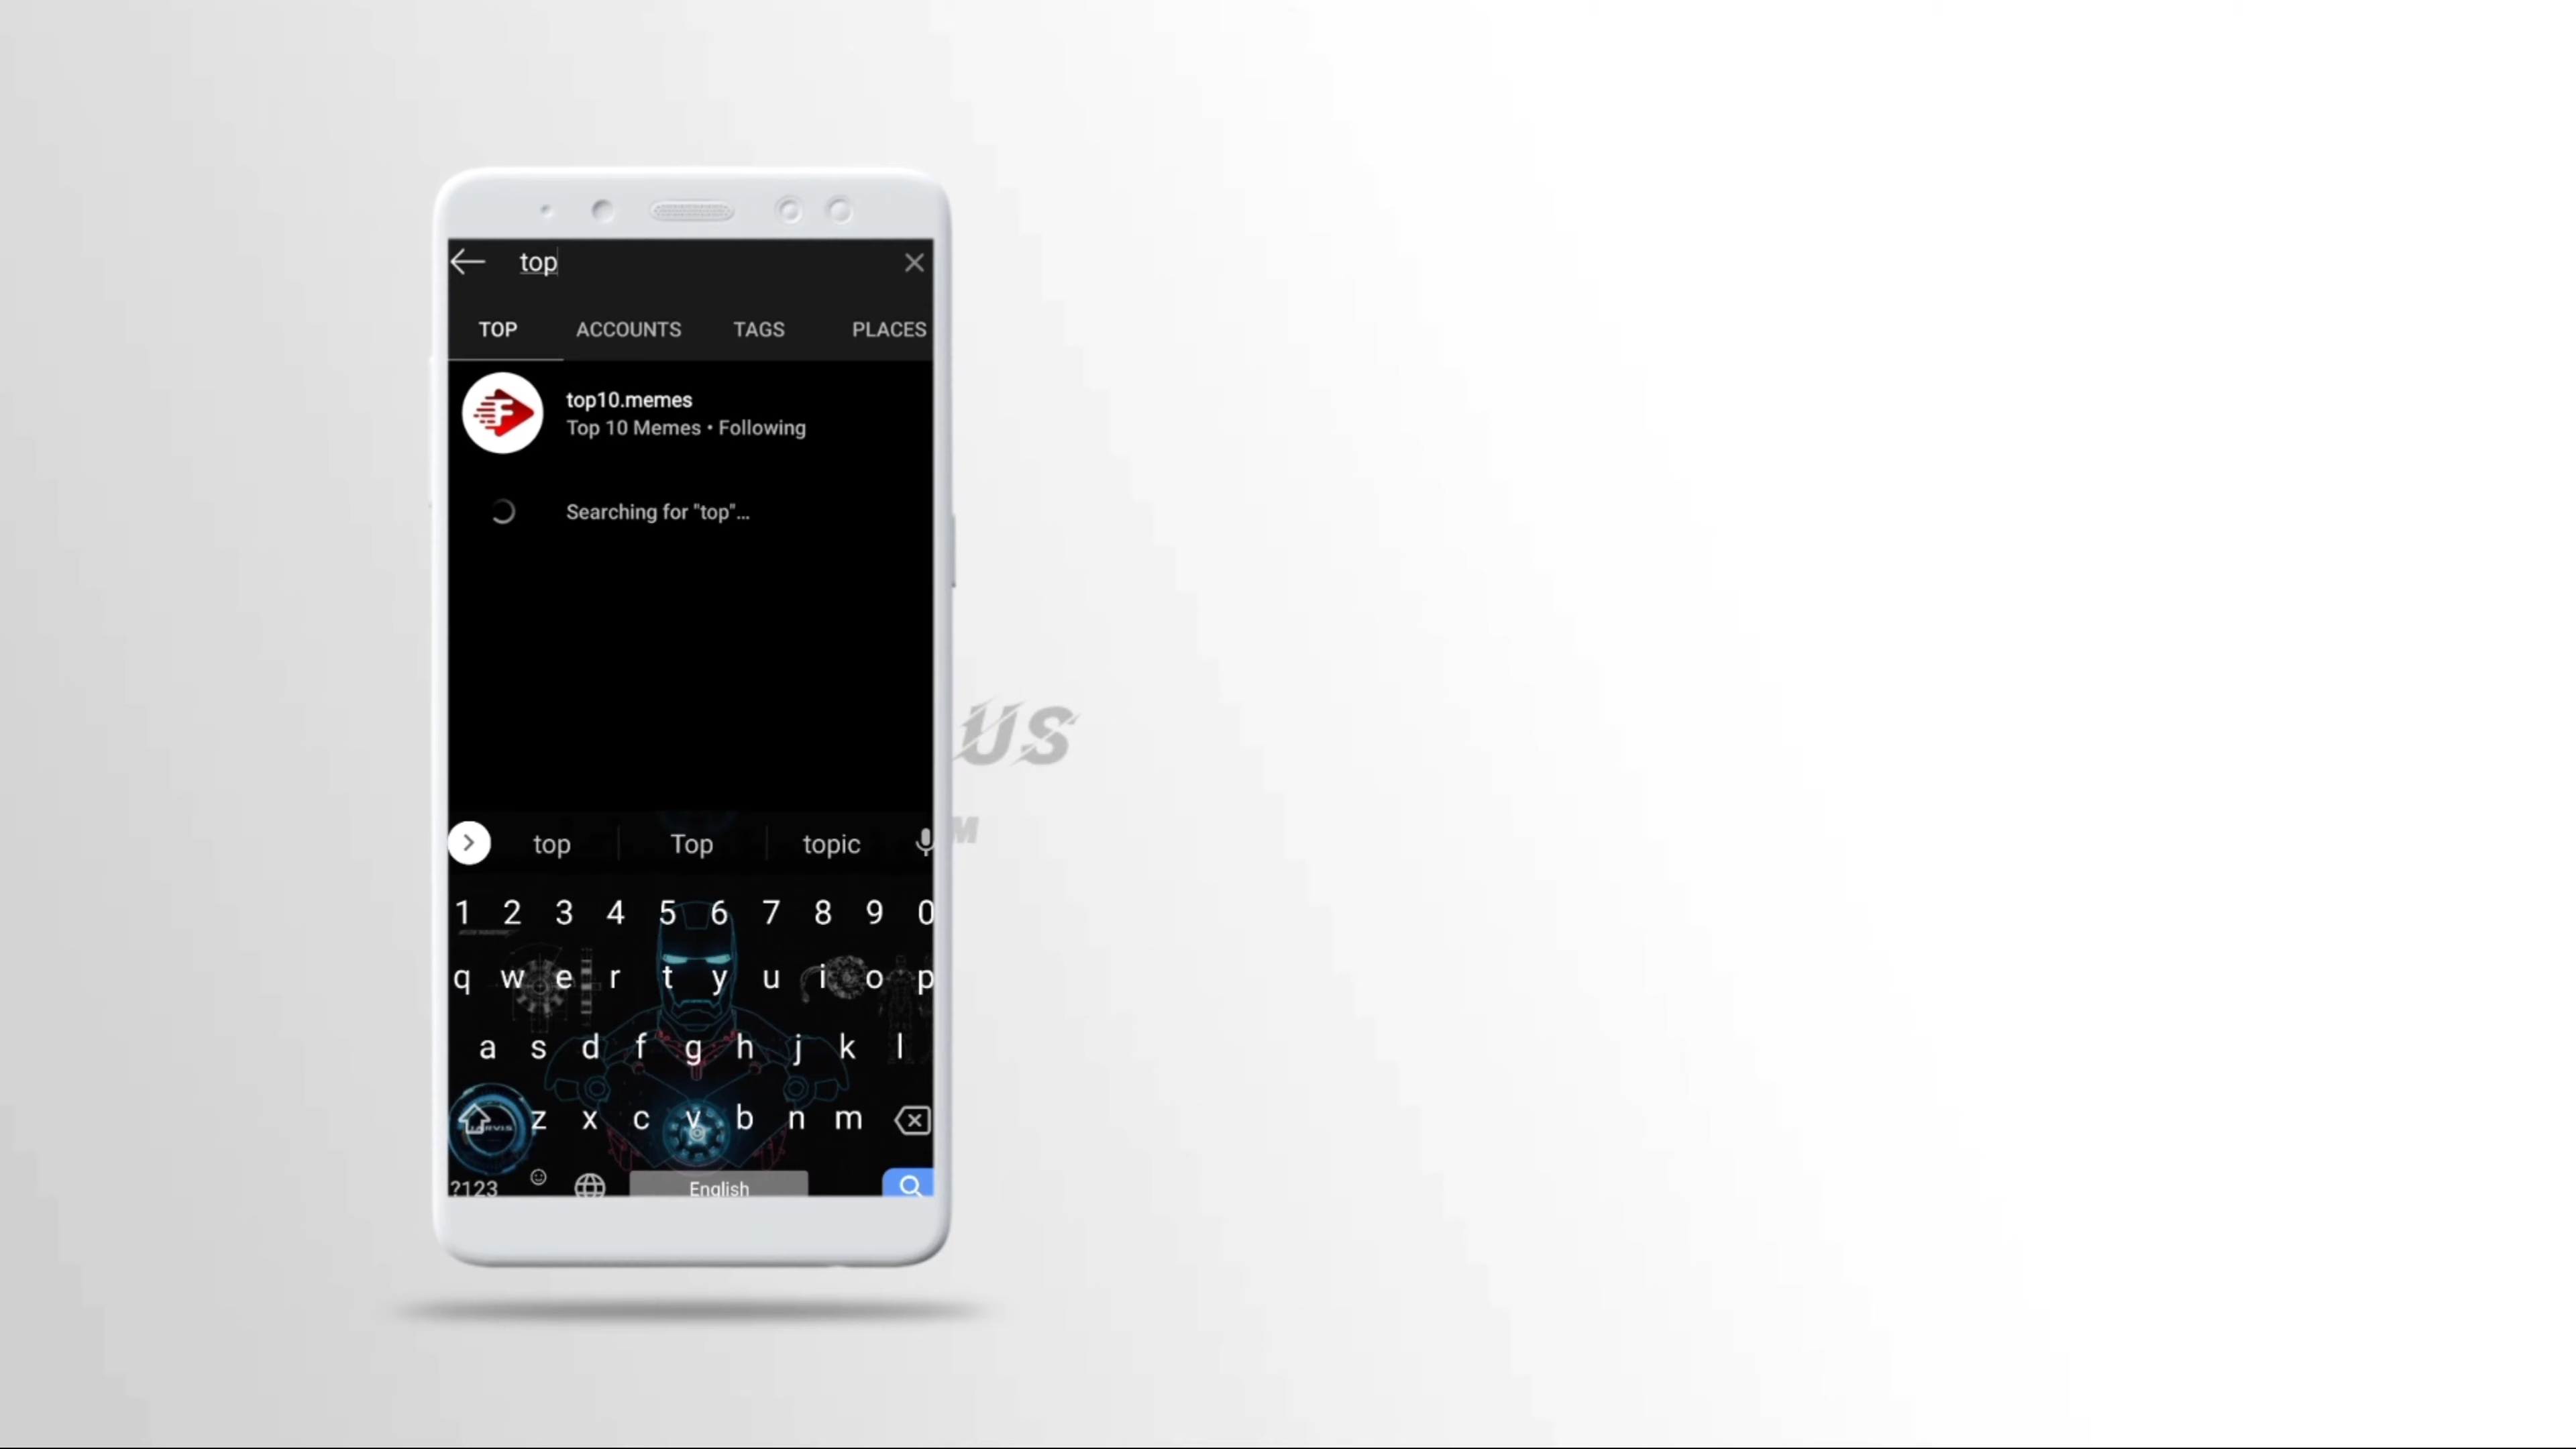 top
TOP ACCOUNTS TAGS PLACES
F
top10.memes
Top 10 Memes • Following
Searching for "top"...
US
M
top Top topic
1 2 3 4 5 6 7 8 9 0
q w e r t y u i o p
a s d f g h j k l
z x c v b n m
JARVIS
?123 English